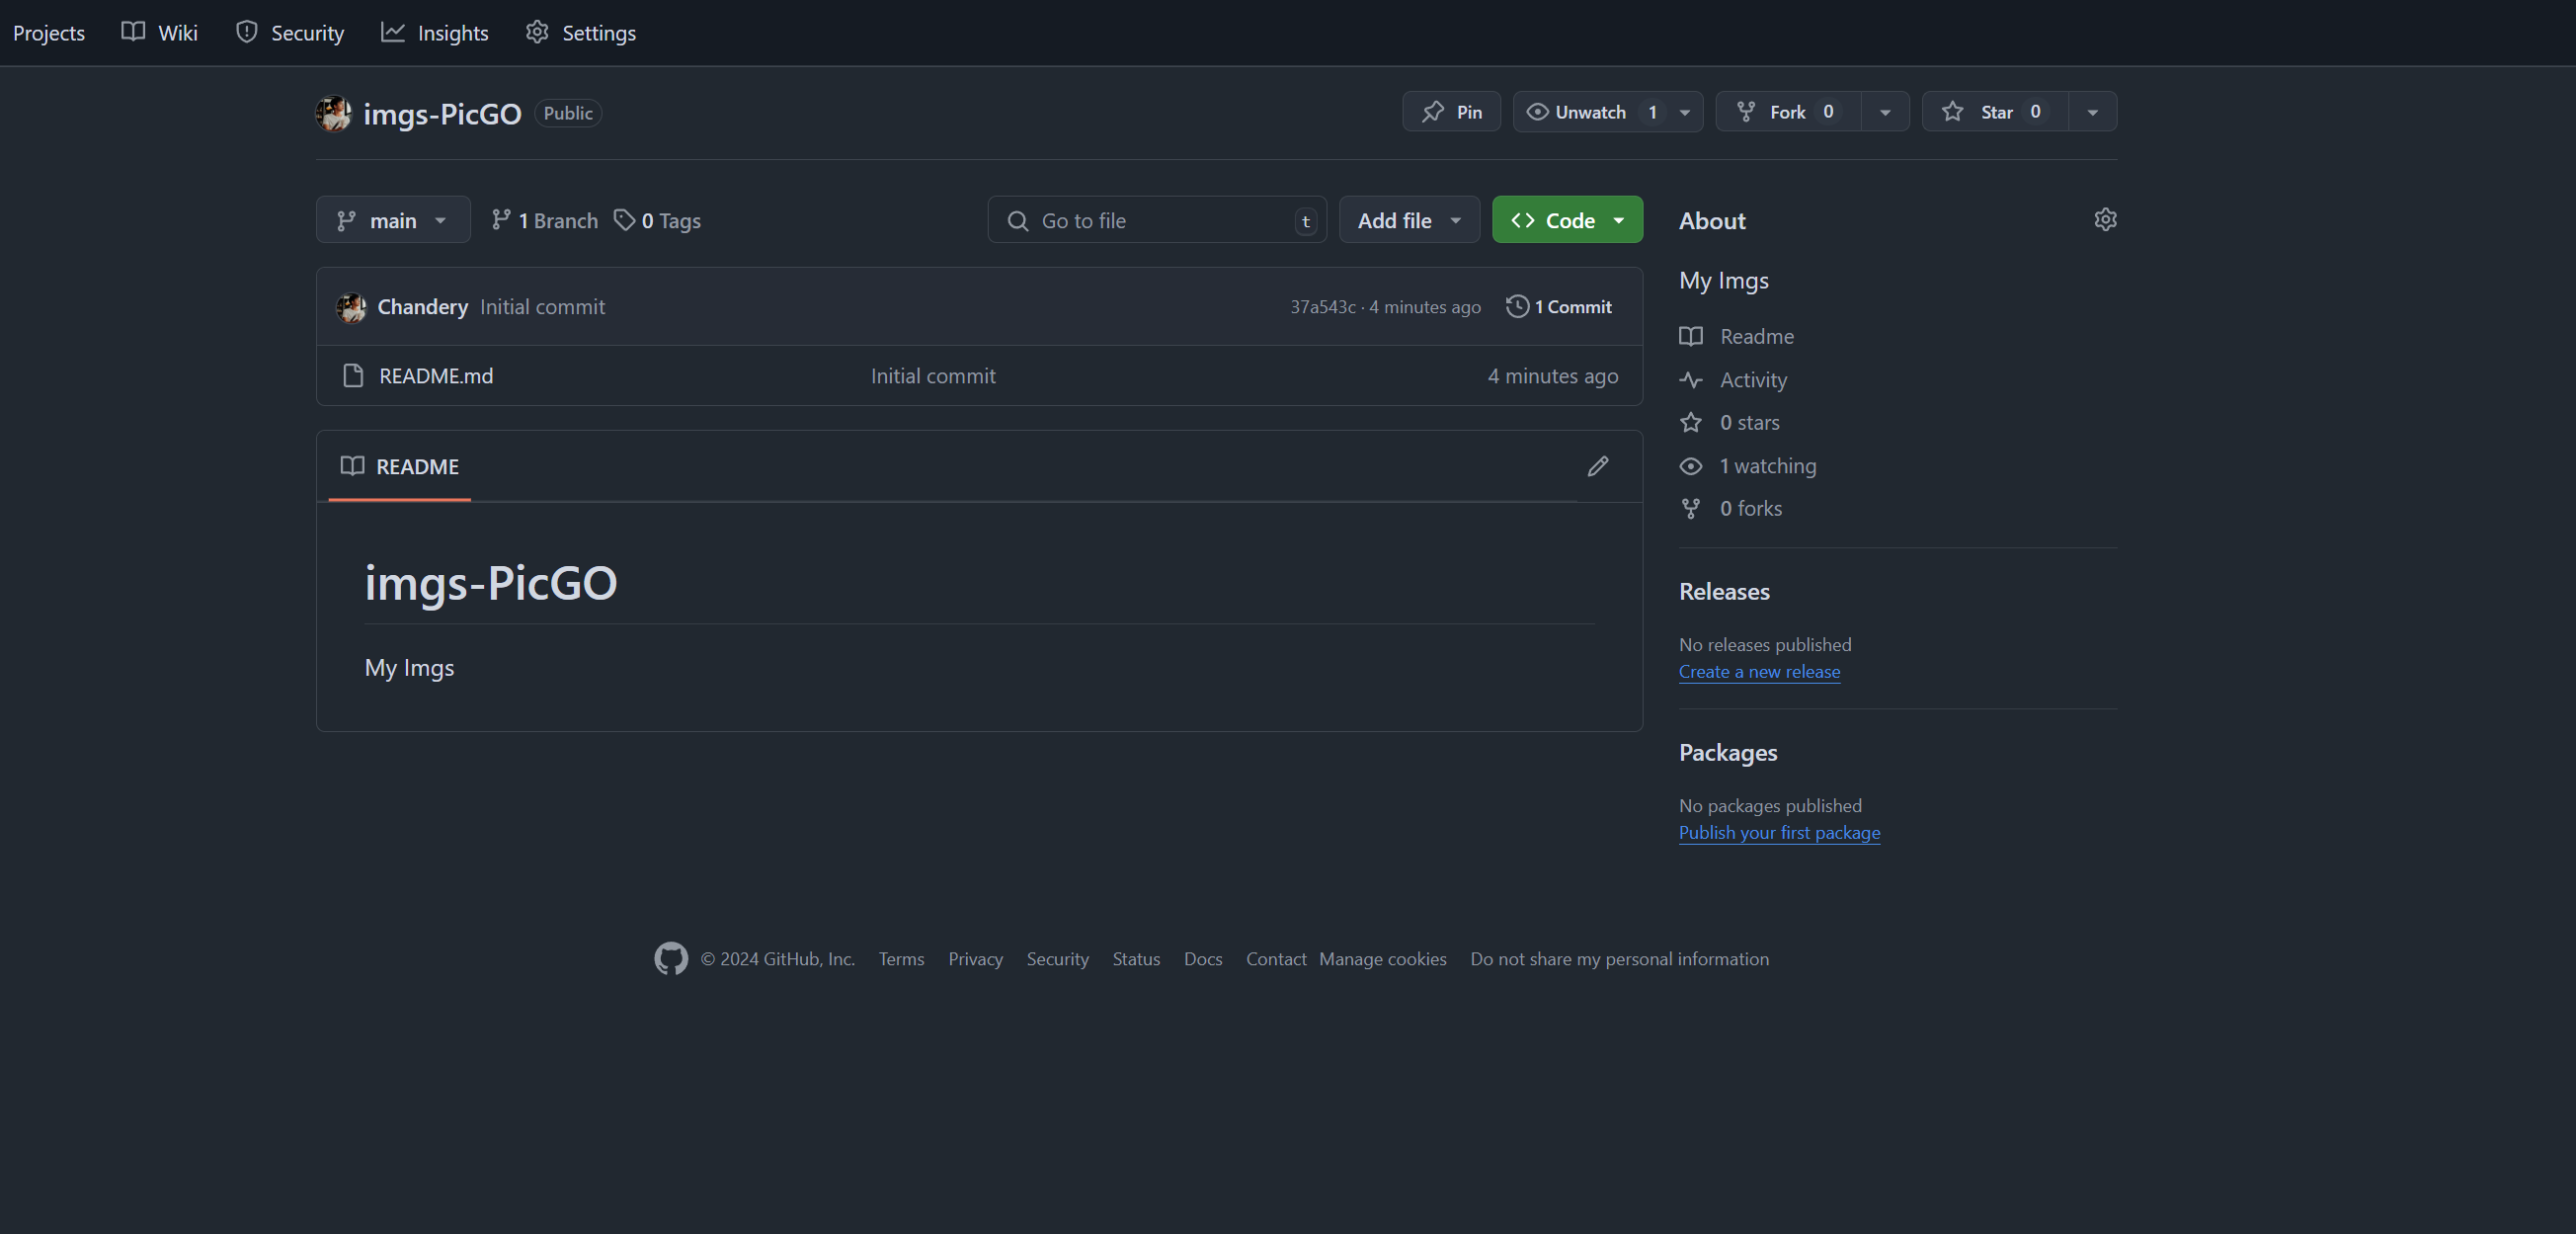 Projects Wiki Security Insights Settings
imgs-PicGO Public Pin Unwatch 1 Fork 0 Star 0
main 1 Branch 0 Tags Go to file t Add file Code
Chandery Initial commit 37a543c · 4 minutes ago 1 Commit
README.md Initial commit 4 minutes ago
README
imgs-PicGO
My Imgs
About
My Imgs
Readme
Activity
0 stars
1 watching
0 forks
Releases
No releases published
Create a new release
Packages
No packages published
Publish your first package
© 2024 GitHub, Inc. Terms Privacy Security Status Docs Contact Manage cookies Do not share my personal information